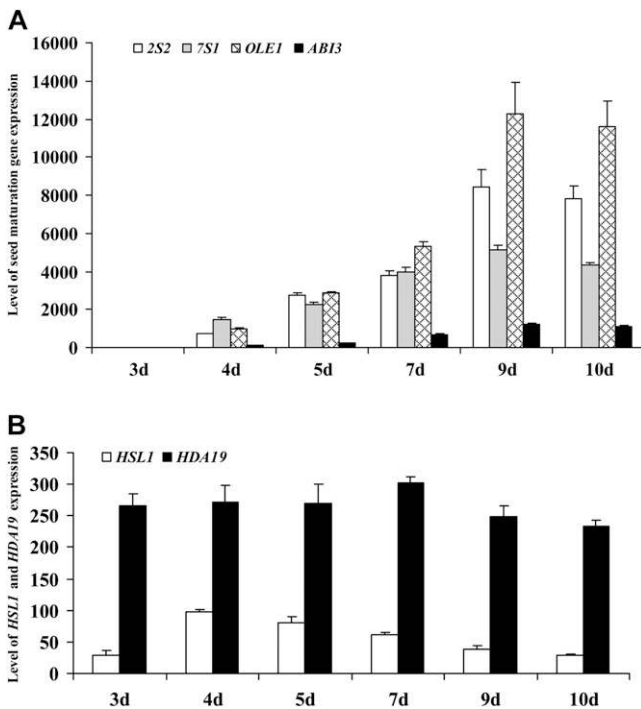 A
2S2 7S1 OLE1 ABI3
Level of seed maturation gene expression
16000
14000
12000
10000
8000
6000
4000
2000
0
3d 4d 5d 7d 9d 10d
B
HSL1 HDA19
Level of HSL1 and HDA19 expression
350
300
250
200
150
100
50
0
3d 4d 5d 7d 9d 10d